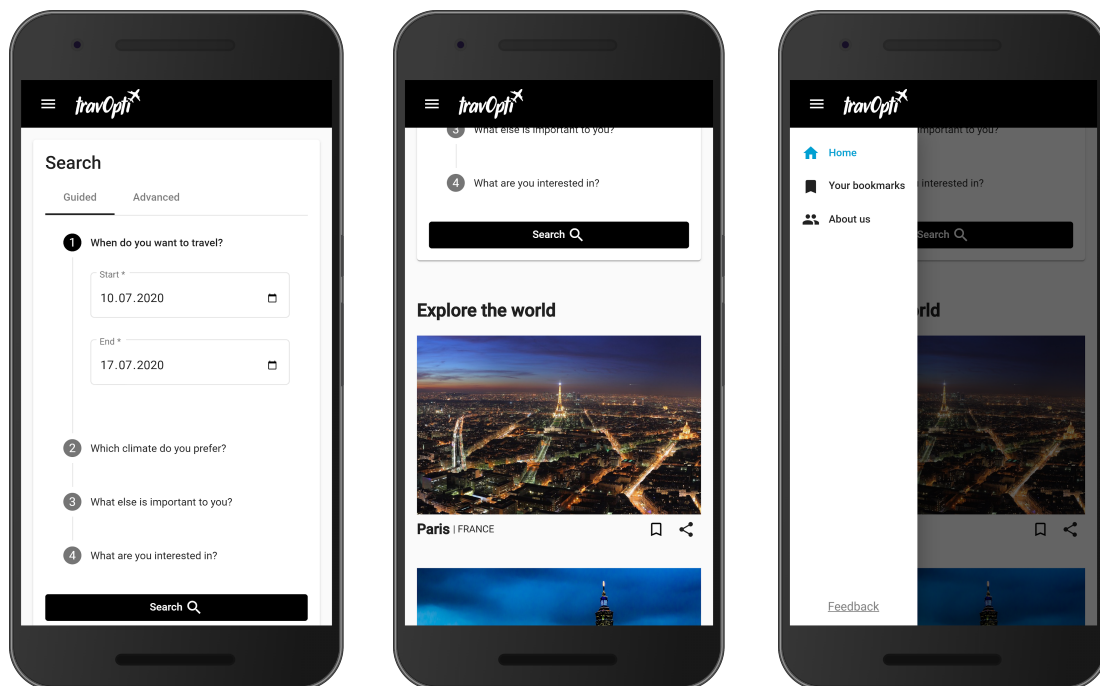 travOpti
Search
Guided Advanced
1 When do you want to travel?
Start *
10.07.2020
End *
17.07.2020
2 Which climate do you prefer?
3 What else is important to you?
4 What are you interested in?
Search
travOpti
3 What else is important to you?
4 What are you interested in?
Search
Explore the world
Paris | FRANCE
travOpti
Home
Your bookmarks
About us
Feedback
important to you?
interested in?
Search
rld